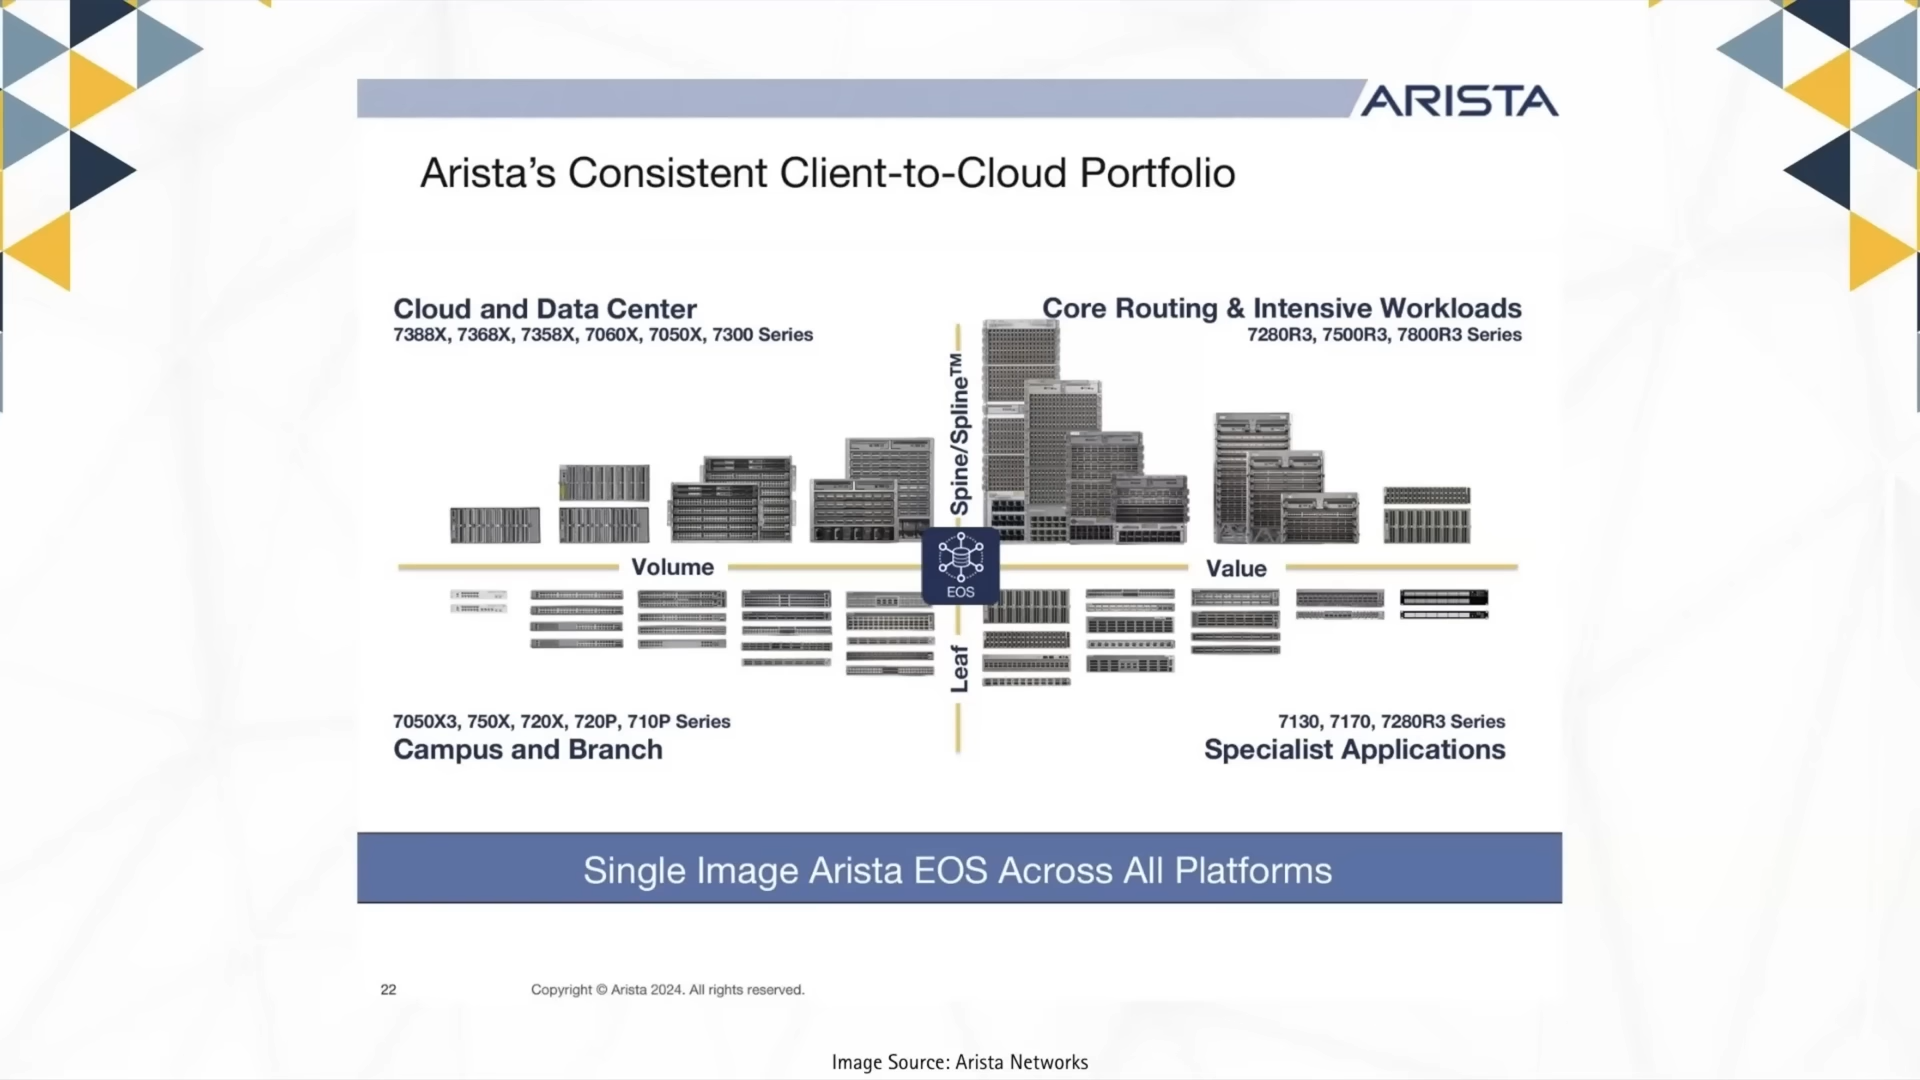 ARISTA
Arista's Consistent Client-to-Cloud Portfolio
Cloud and Data Center
7388X, 7368X, 7358X, 7060X, 7050X, 7300 Series
Core Routing & Intensive Workloads
7280R3, 7500R3, 7800R3 Series
Spine/Spline™
Volume
Value
EOS
Leaf
7050X3, 750X, 720X, 720P, 710P Series
Campus and Branch
7130, 7170, 7280R3 Series
Specialist Applications
Single Image Arista EOS Across All Platforms
22
Copyright © Arista 2024. All rights reserved.
Image Source: Arista Networks